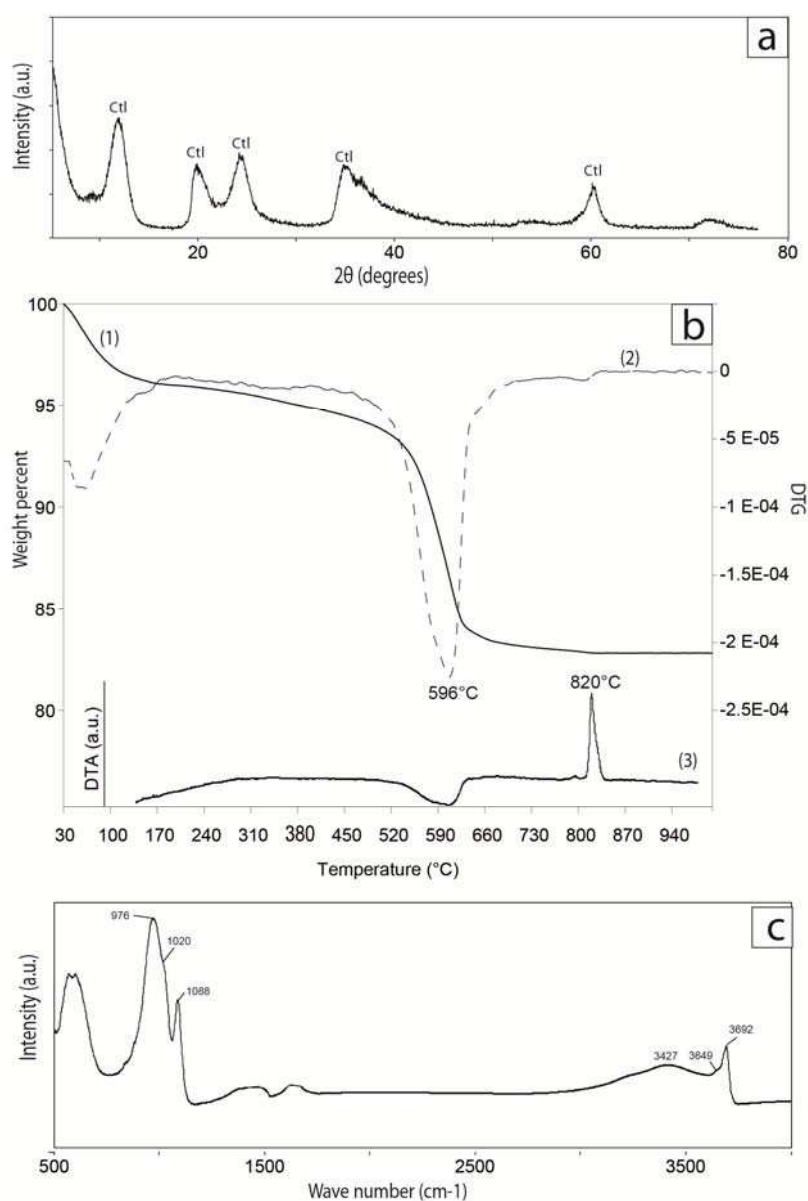 a
Intensity (a.u.)
Ctl
Ctl
Ctl
Ctl
Ctl
20
40
60
80
2θ (degrees)
b
100
95
90
85
80
Weight percent
(1)
(2)
0
-5 E-05
-1 E-04
-1.5E-04
-2 E-04
-2.5E-04
DTG
596°C
820°C
DTA (a.u.)
(3)
30 100 170 240 310 380 450 520 590 660 730 800 870 940
Temperature (°C)
c
Intensity (a.u.)
976
1020
1088
3427
3649
3692
500 1500 2500 3500
Wave number (cm-1)